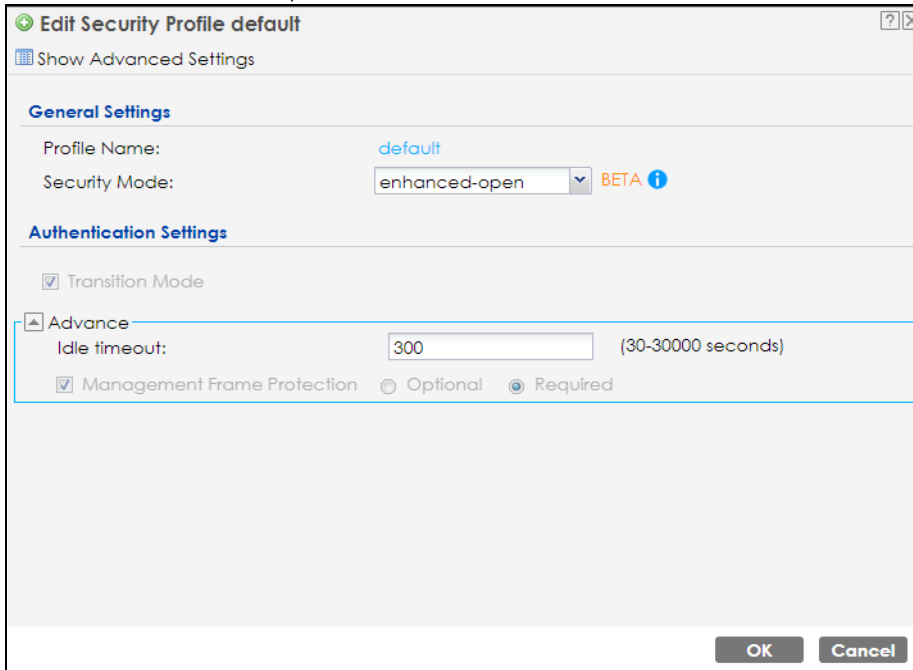 Edit Security Profile default
Show Advanced Settings
General Settings
Profile Name: default
Security Mode: enhanced-open BETA
Authentication Settings
Transition Mode
Advance
Idle timeout: 300 (30-30000 seconds)
Management Frame Protection Optional Required
OK Cancel